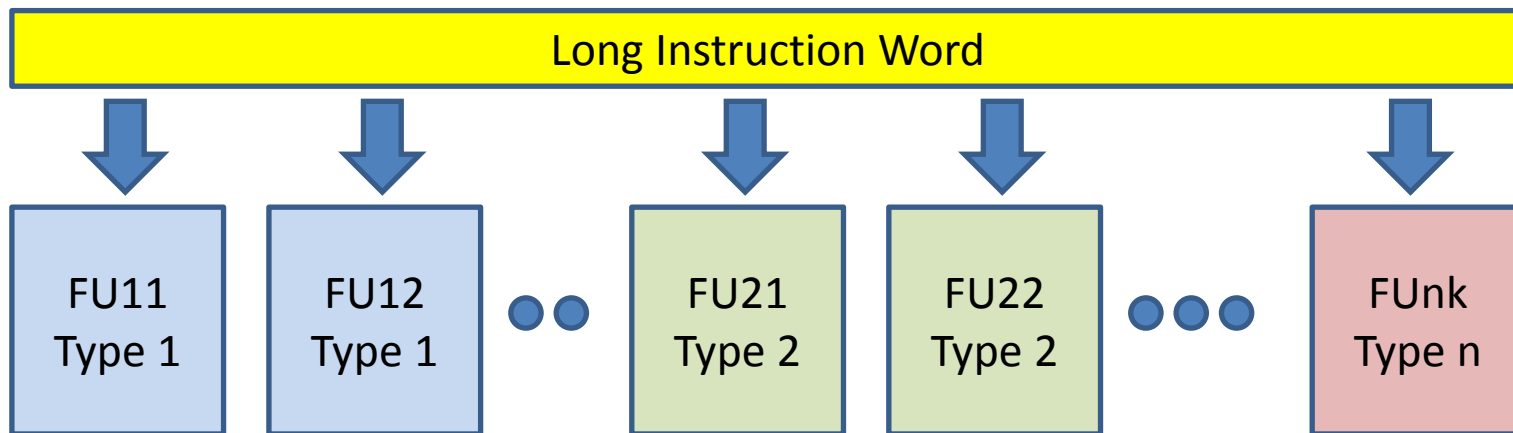 Long Instruction Word
FU11
Type 1
FU12
Type 1
FU21
Type 2
FU22
Type 2
FUnk
Type n